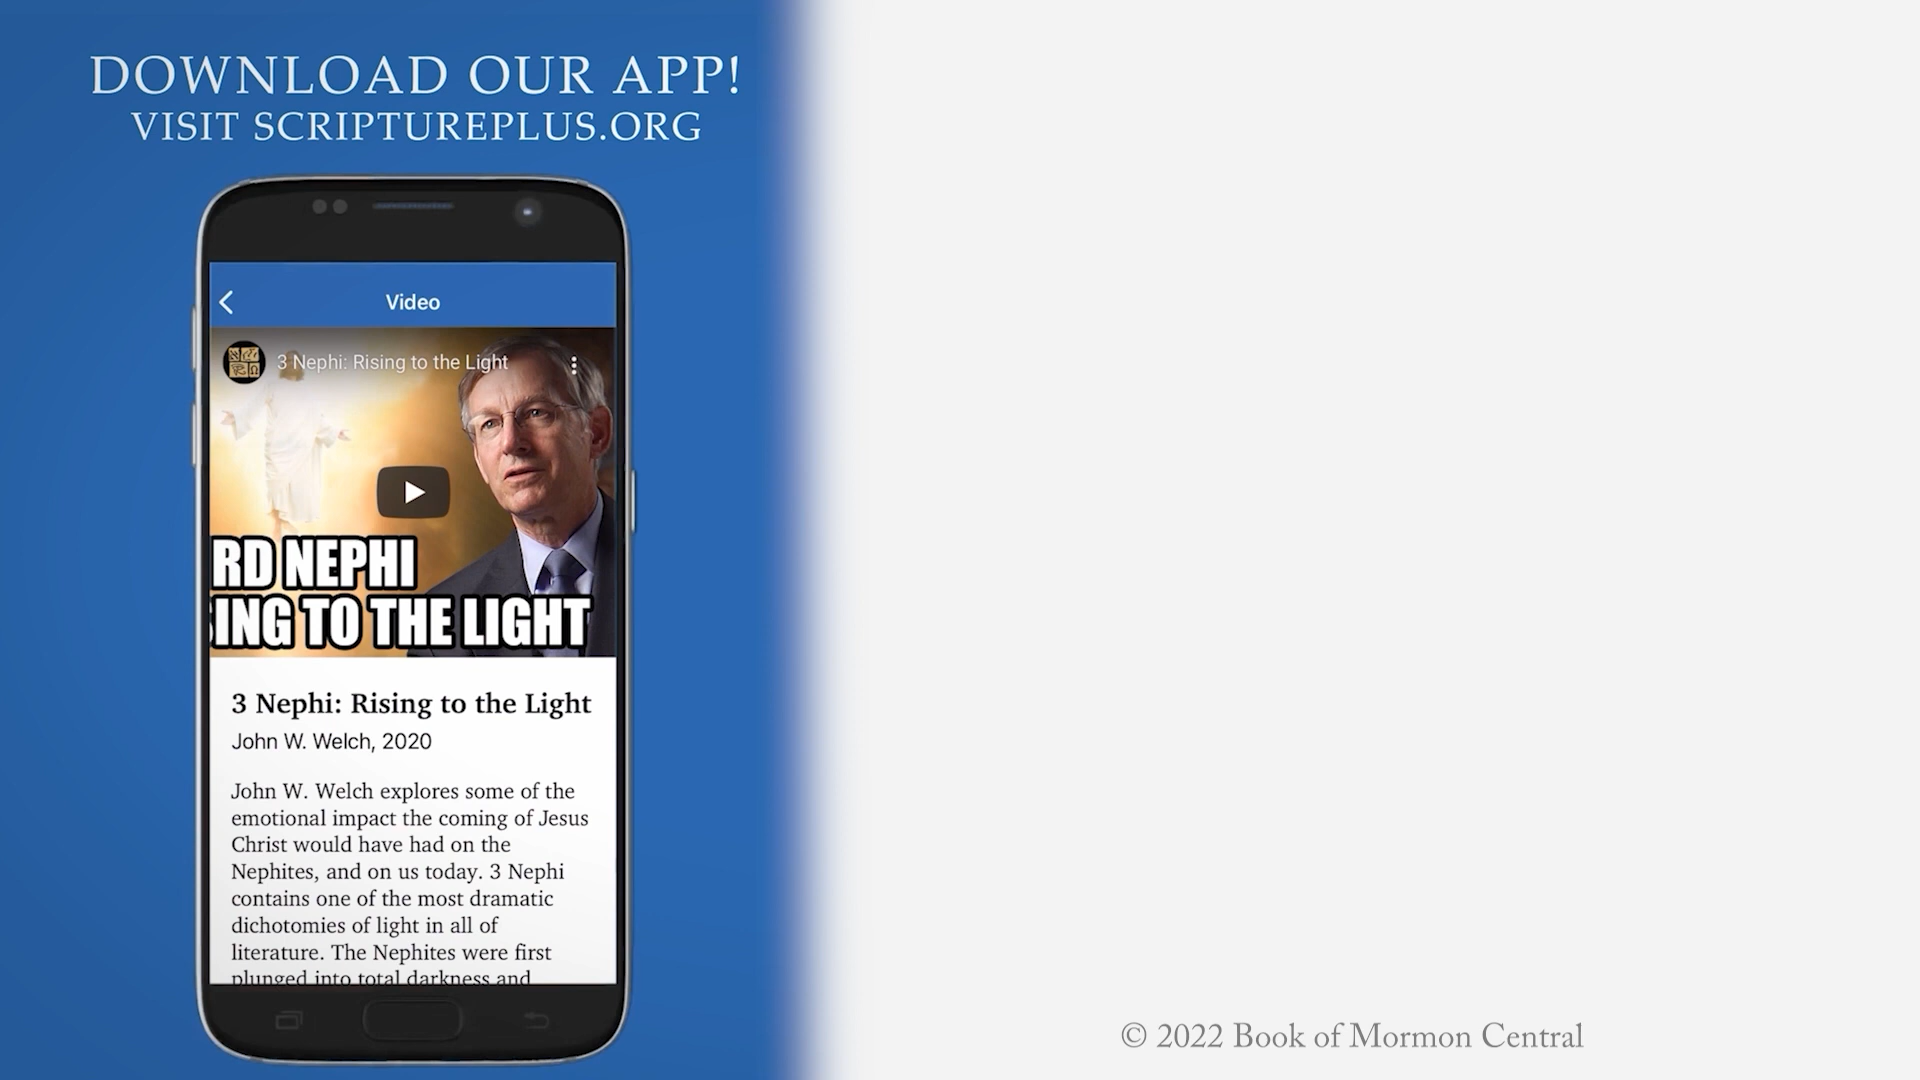 DOWNLOAD OUR APP!
VISIT SCRIPTUREPLUS.ORG
Video
3 Nephi: Rising to the Light
RD NEPHI
SING TO THE LIGHT
3 Nephi: Rising to the Light
John W. Welch, 2020
John W. Welch explores some of the
emotional impact the coming of Jesus
Christ would have had on the
Nephites, and on us today. 3 Nephi
contains one of the most dramatic
dichotomies of light in all of
literature. The Nephites were first
plunged into total darkness and
© 2022 Book of Mormon Central